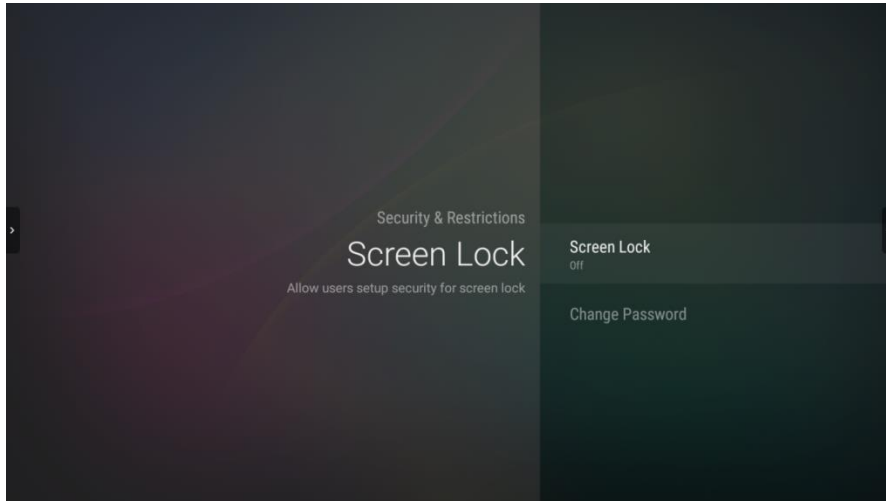 Security & Restrictions
Screen Lock
Allow users setup security for screen lock
Screen Lock
Off
Change Password